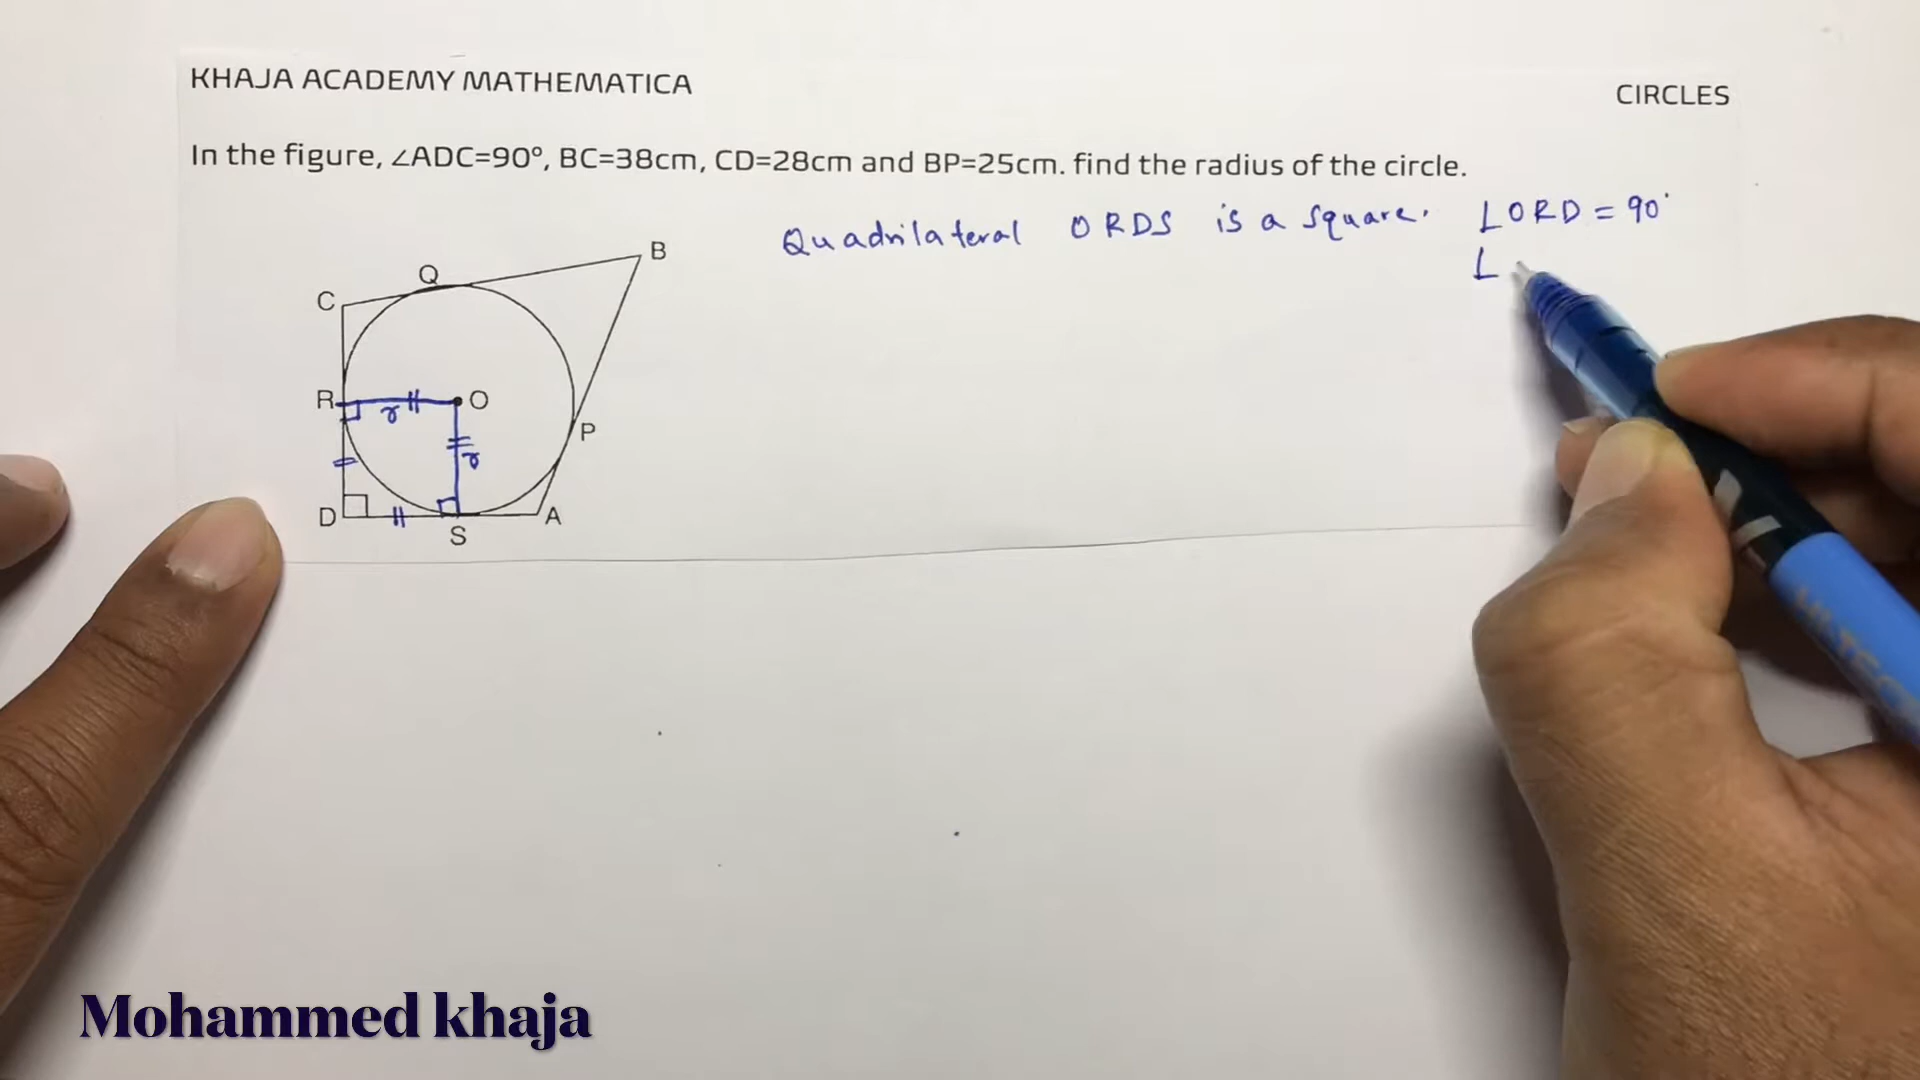 KHAJA ACADEMY MATHEMATICA
CIRCLES
In the figure, ∠ADC=90°, BC=38cm, CD=28cm and BP=25cm. find the radius of the circle.
Quadrilateral ORDS is a square. ∠ORD = 90°
∠
B
Q
C
R
r
O
r
P
D
S
A
Mohammed khaja